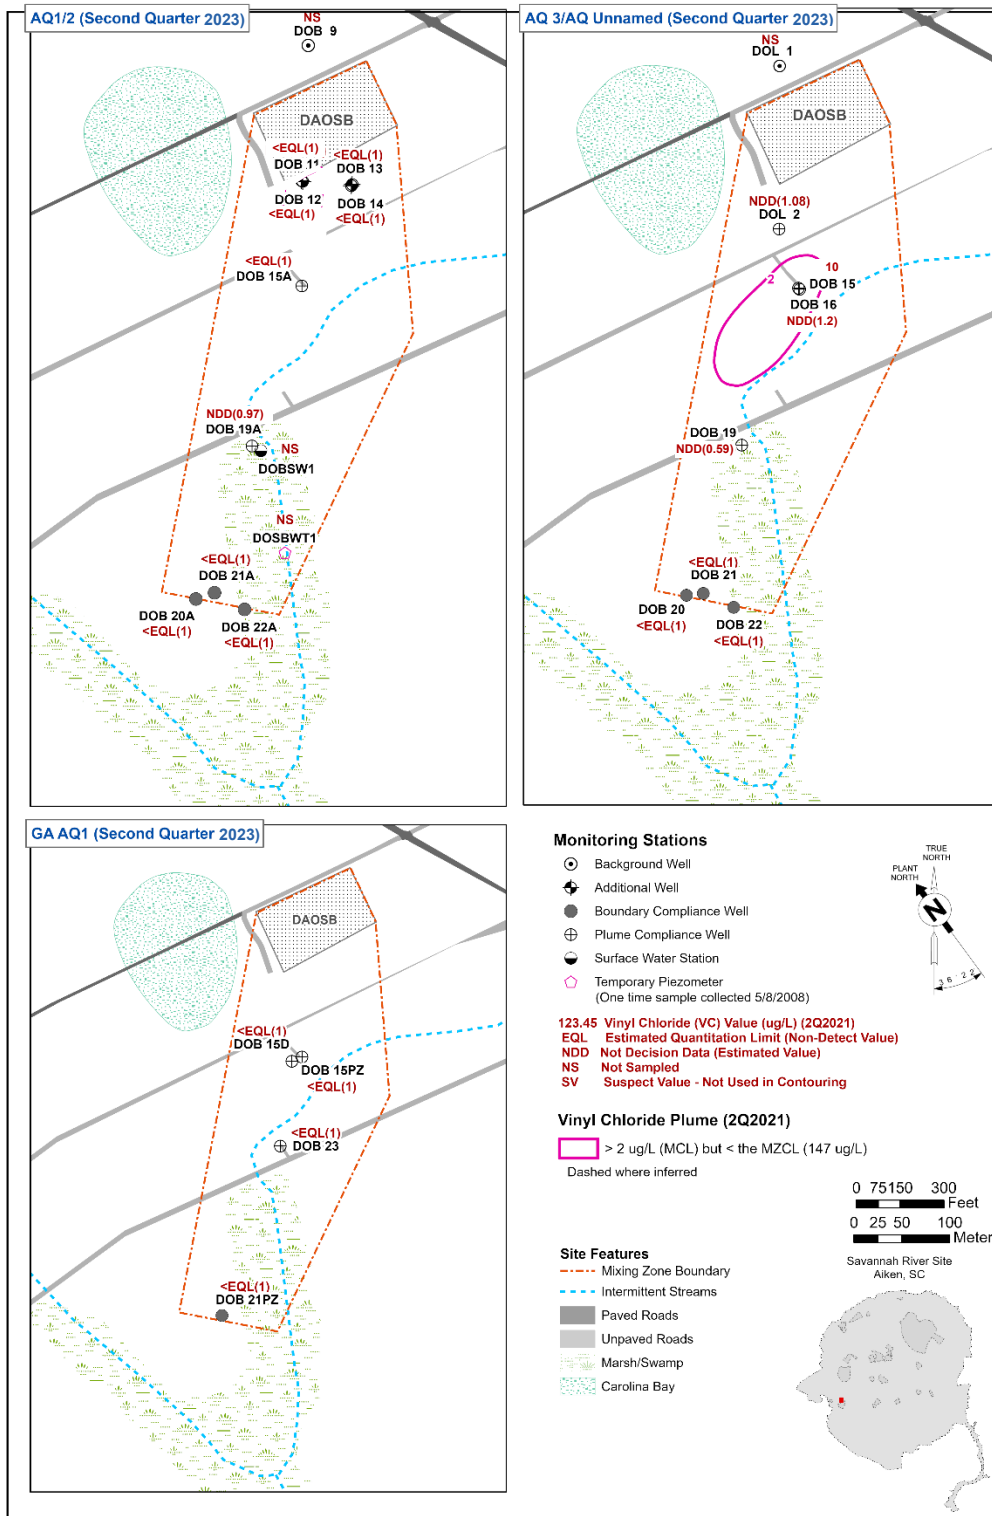 AQ1/2 (Second Quarter 2023)
NS
DOB 9
DAOSB
<EQL(1)
DOB 11
<EQL(1)
DOB 13
DOB 12
<EQL(1)
DOB 14
<EQL(1)
<EQL(1)
DOB 15A
NDD(0.97)
DOB 19A
NS
DOBSW1
NS
DOSBWT1
<EQL(1)
DOB 21A
DOB 20A
<EQL(1)
DOB 22A
<EQL(1)
AQ 3/AQ Unnamed (Second Quarter 2023)
NS
DOL 1
DAOSB
NDD(1.08)
DOL 2
2
10
DOB 15
DOB 16
NDD(1.2)
DOB 19
NDD(0.59)
<EQL(1)
DOB 21
DOB 20
<EQL(1)
DOB 22
<EQL(1)
GA AQ1 (Second Quarter 2023)
DAOSB
<EQL(1)
DOB 15D
DOB 15PZ
<EQL(1)
<EQL(1)
DOB 23
<EQL(1)
DOB 21PZ
Monitoring Stations
Background Well
Additional Well
Boundary Compliance Well
Plume Compliance Well
Surface Water Station
Temporary Piezometer
(One time sample collected 5/8/2008)
TRUE
NORTH
PLANT
NORTH
N
36-22
123.45 Vinyl Chloride (VC) Value (ug/L) (2Q2021)
EQL Estimated Quantitation Limit (Non-Detect Value)
NDD Not Decision Data (Estimated Value)
NS Not Sampled
SV Suspect Value - Not Used in Contouring
Vinyl Chloride Plume (2Q2021)
> 2 ug/L (MCL) but < the MZCL (147 ug/L)
Dashed where inferred
0 75150 300
Feet
0 25 50 100
Meter
Savannah River Site
Aiken, SC
Site Features
Mixing Zone Boundary
Intermittent Streams
Paved Roads
Unpaved Roads
Marsh/Swamp
Carolina Bay